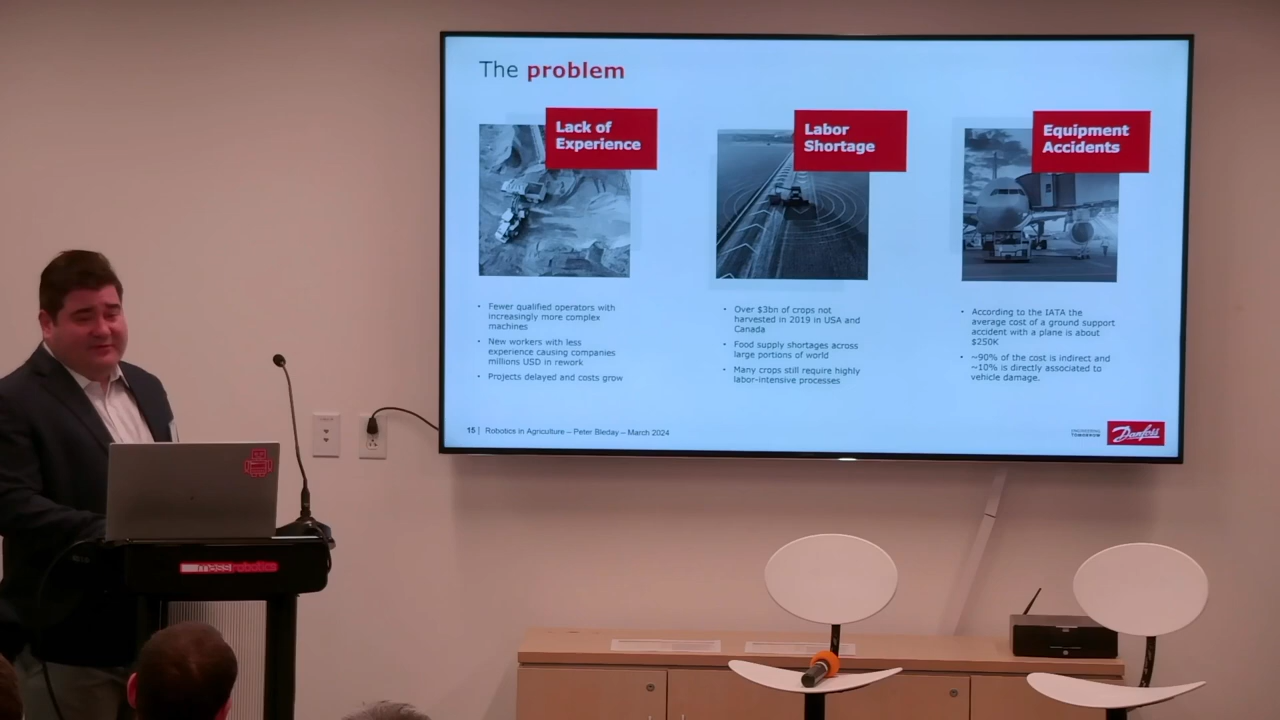 The problem
Lack of
Experience
Labor
Shortage
Equipment
Accidents
• Fewer qualified operators with
increasingly more complex
machines
• New workers with less
experience causing companies
millions USD in rework
• Projects delayed and costs grow
• Over $3bn of crops not
harvested in 2019 in USA and
Canada
• Food supply shortages across
large portions of world
• Many crops still require highly
labor-intensive processes
• According to the IATA the
average cost of a ground support
accident with a plane is about
$250K
• ~90% of the cost is indirect and
~10% is directly associated to
vehicle damage.
15 | Robotics in Agriculture – Peter Bleday – March 2024
ENGINEERING
TOMORROW
Danfoss
massrobotics